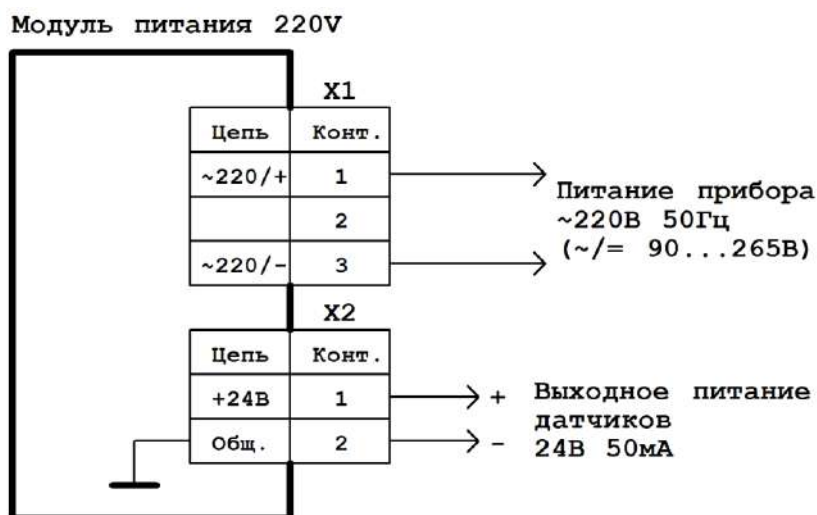 Модуль питания 220V
X1
Цепь Конт.
~220/+ 1
2
~220/- 3
Питание прибора
~220В 50Гц
(~/= 90...265В)
X2
Цепь Конт.
+24В 1 +
Общ. 2 -
Выходное питание
датчиков
24В 50мА